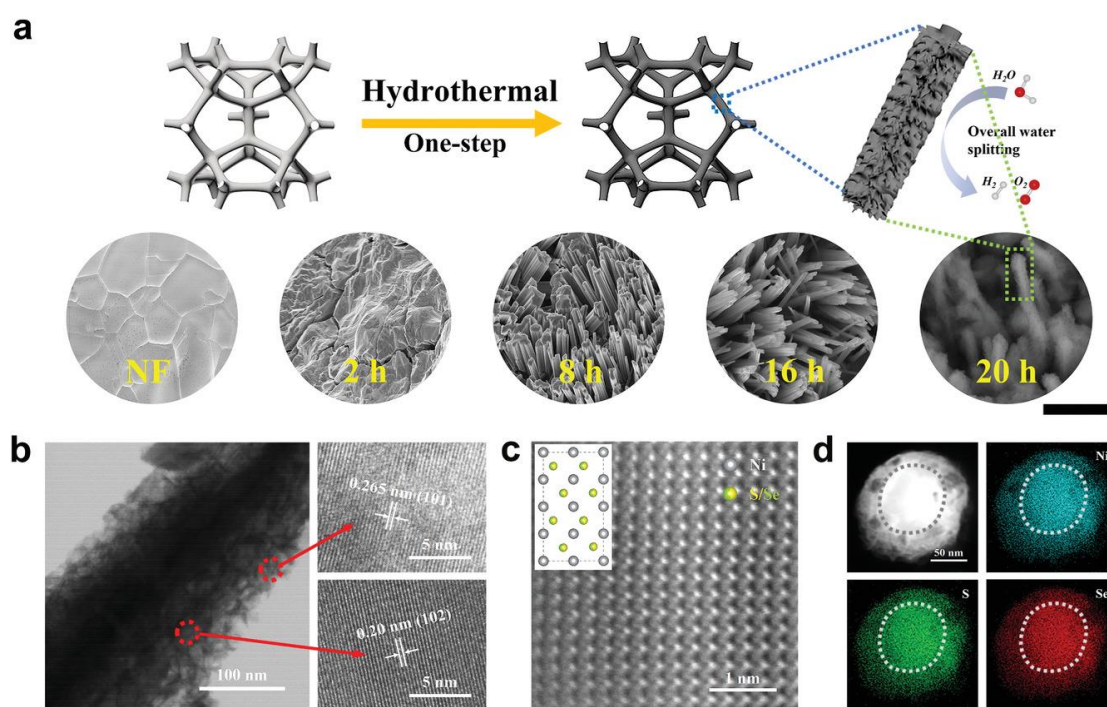 a
Hydrothermal
One-step
H2O
Overall water
splitting
H2 O2
NF
2 h
8 h
16 h
20 h
b
0.265 nm (101)
5 nm
100 nm
0.20 nm (102)
5 nm
c
Ni
S/Se
1 nm
d
50 nm
Ni
S
Se